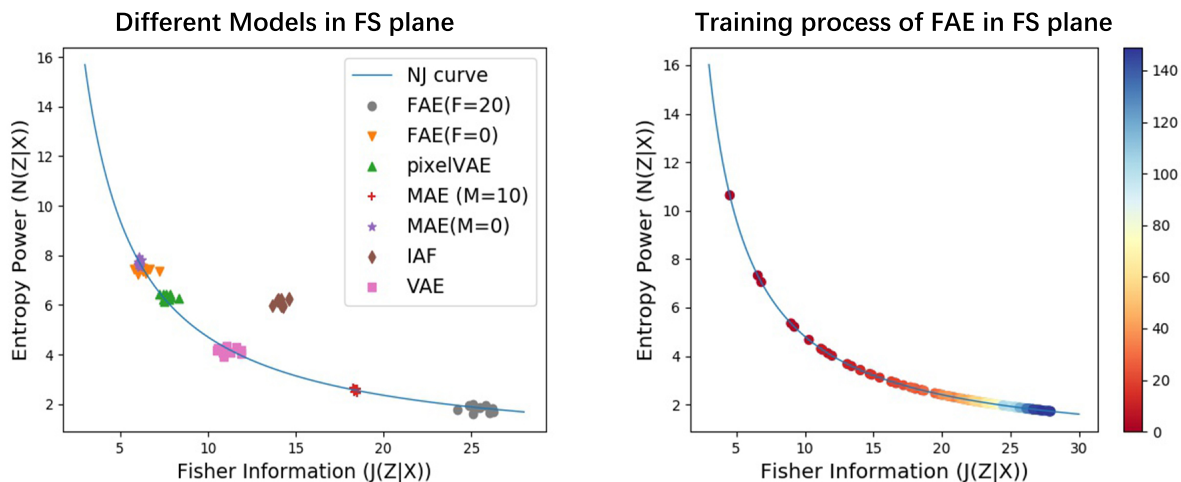 Different Models in FS plane
16
14
12
10
8
6
4
2
Entropy Power (N(Z|X))
5
10
15
20
25
Fisher Information (J(Z|X))
NJ curve
FAE(F=20)
FAE(F=0)
pixelVAE
MAE (M=10)
MAE(M=0)
IAF
VAE
Training process of FAE in FS plane
16
14
12
10
8
6
4
2
Entropy Power (N(Z|X))
5
10
15
20
25
30
Fisher Information (J(Z|X))
140
120
100
80
60
40
20
0